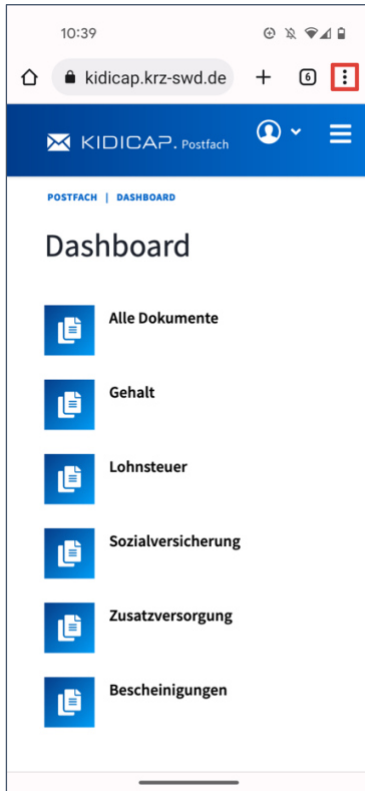 10:39
kidicap.krz-swd.de
6
KIDICAP. Postfach
POSTFACH | DASHBOARD
Dashboard
Alle Dokumente
Gehalt
Lohnsteuer
Sozialversicherung
Zusatzversorgung
Bescheinigungen